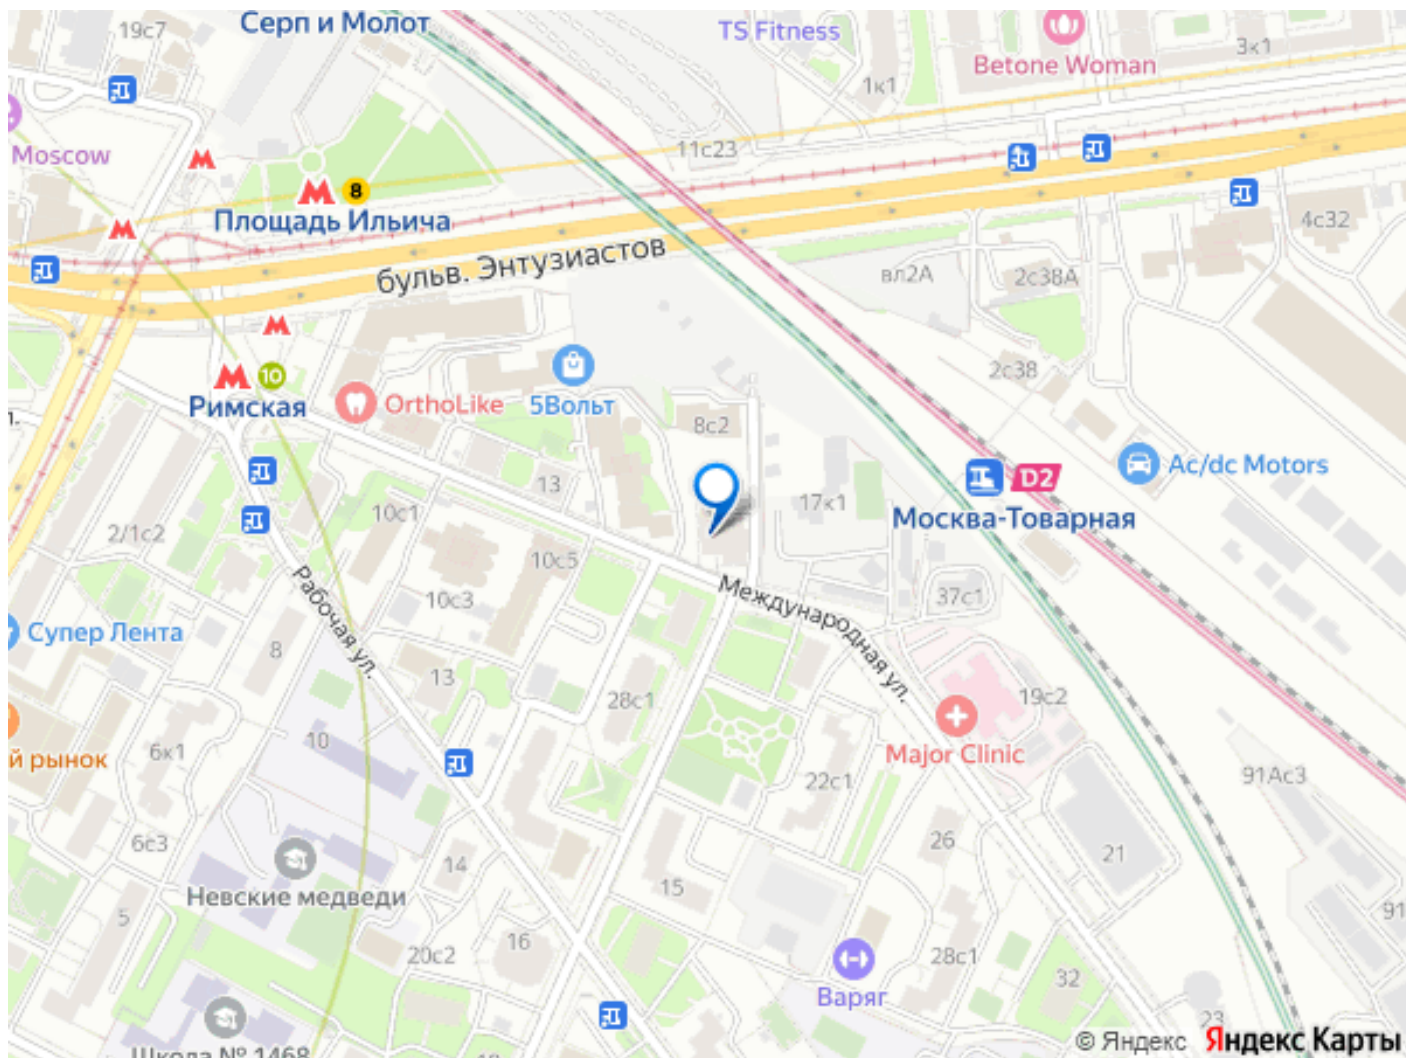 19с7
Серп и Молот
TS Fitness
3к1
Betone Woman
1к1
Moscow
11с23
8
Площадь Ильича
4с32
бульв. Энтузиастов
вл2А
2с38А
2с38
10
Римская
OrthoLike
5Вольт
8с2
Ac/dc Motors
D2
13
17к1
10с1
Москва-Товарная
2/1с2
10с5
Рабочая ул.
10с3
Международная ул.
37с1
Супер Лента
8
13
28с1
19с2
10
6к1
й рынок
Major Clinic
22с1
91Ас3
6с3
26
21
14
15
Невские медведи
5
91
16
20с2
28с1
32
Варяг
23
Школа № 1468
© Яндекс Яндекс Карты